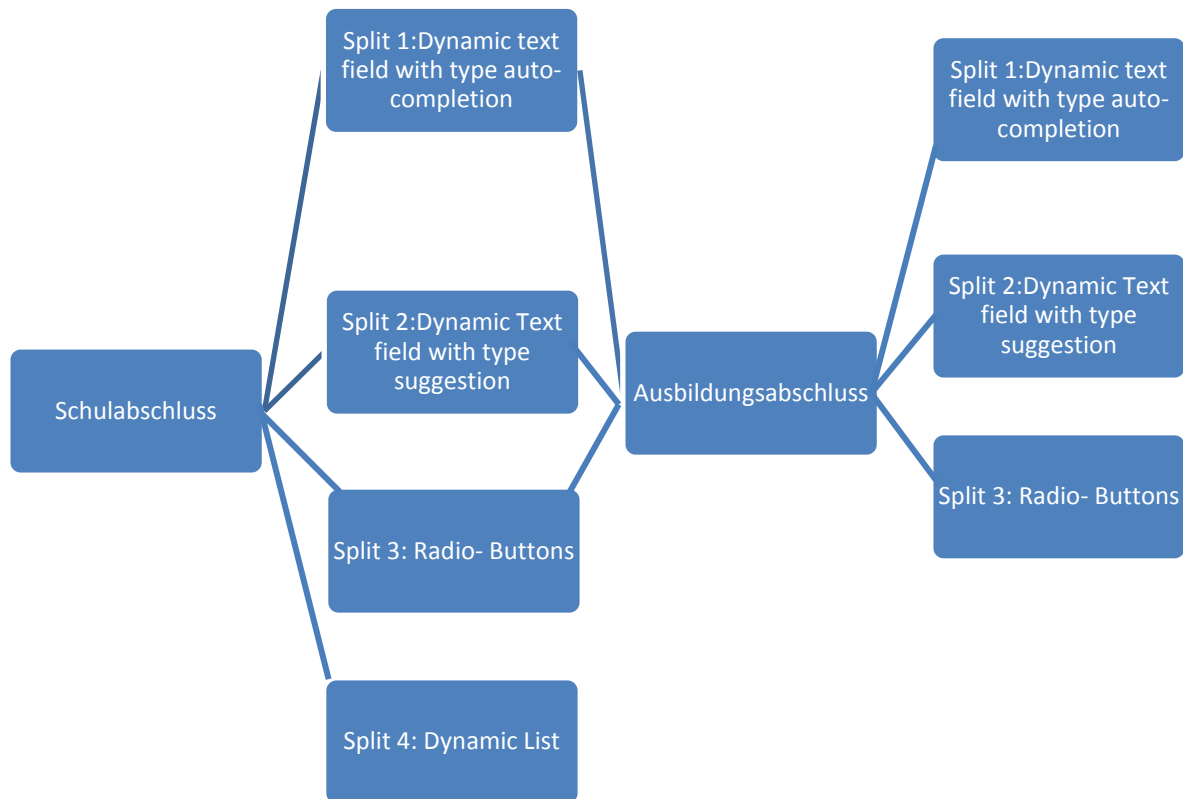 Schulabschluss
Split 1:Dynamic text
field with type auto-
completion
Split 2:Dynamic Text
field with type
suggestion
Split 3: Radio- Buttons
Split 4: Dynamic List
Ausbildungsabschluss
Split 1:Dynamic text
field with type auto-
completion
Split 2:Dynamic Text
field with type
suggestion
Split 3: Radio- Buttons